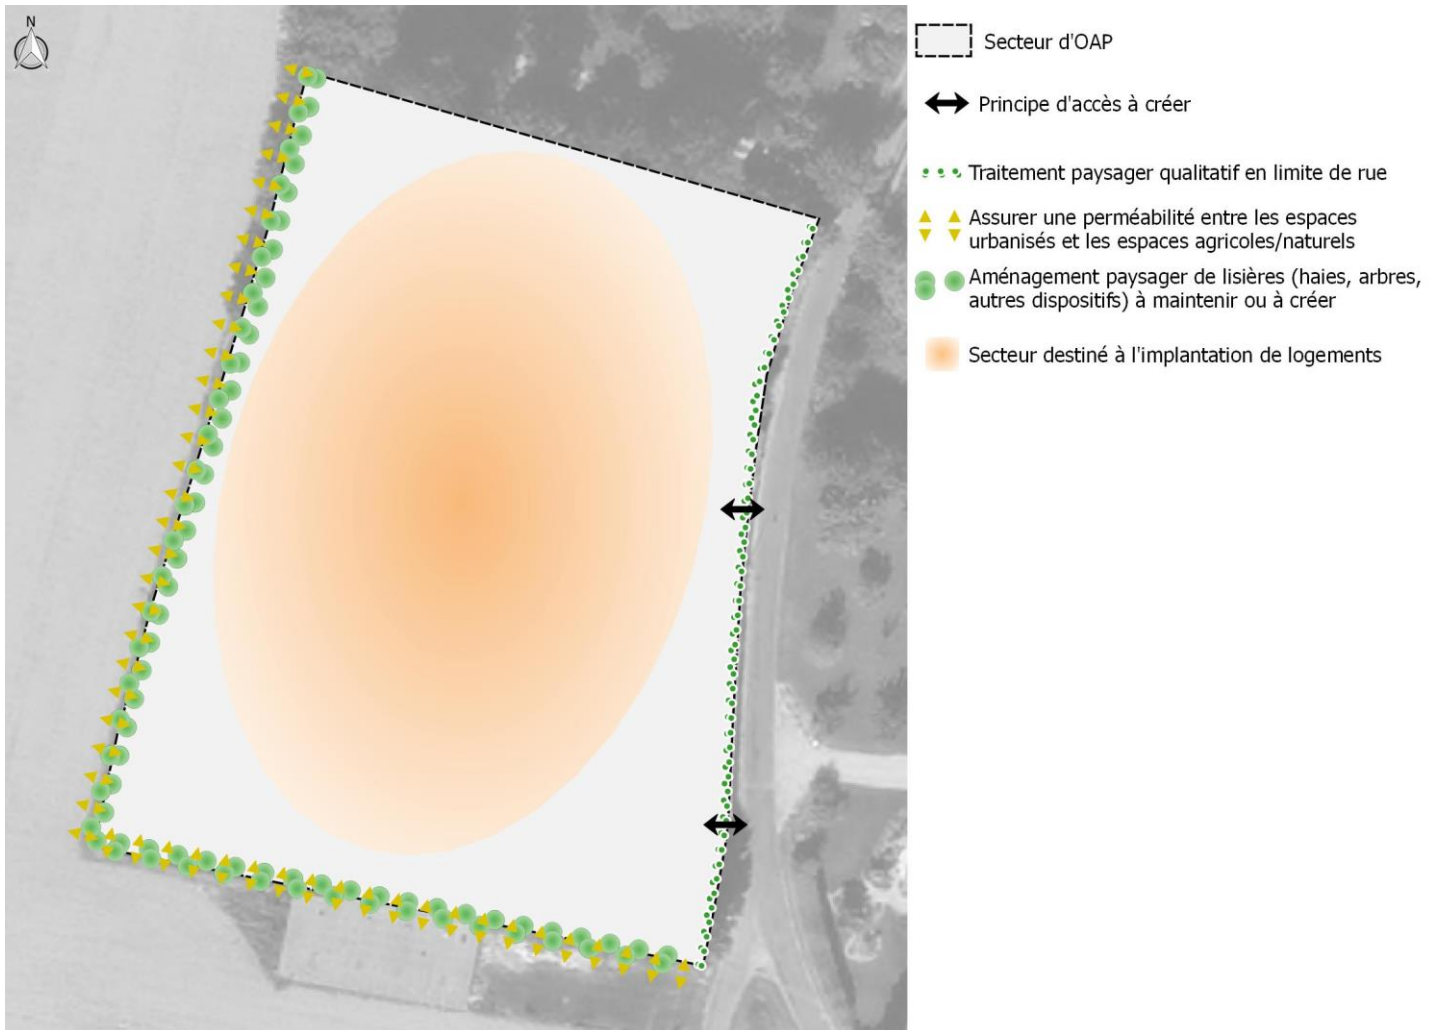 N
Secteur d'OAP
Principe d'accès à créer
Traitement paysager qualitatif en limite de rue
Assurer une perméabilité entre les espaces
urbanisés et les espaces agricoles/naturels
Aménagement paysager de lisières (haies, arbres,
autres dispositifs) à maintenir ou à créer
Secteur destiné à l'implantation de logements